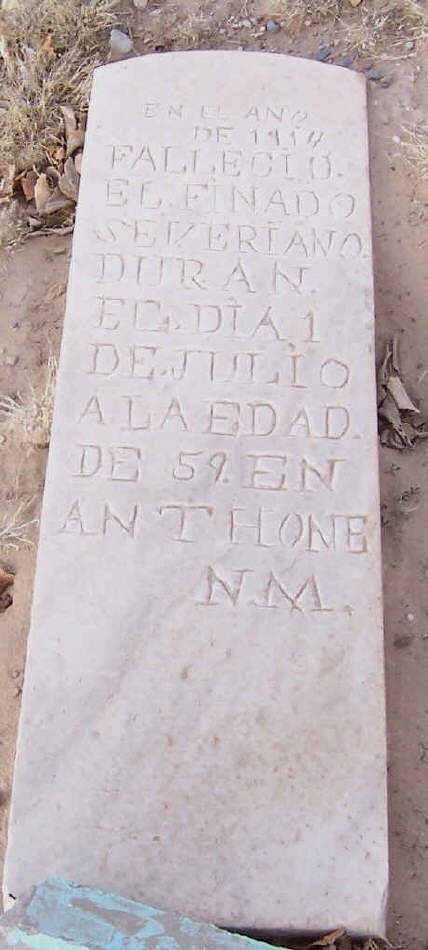 EN EL AÑO
DE 1914
FALLECIO.
EL. FINADO
SEVERIANO.
DURAN.
EL. DIA, 1
DE. JULIO
A LA EDAD.
DE 59. EN
ANTHONE
N.M.